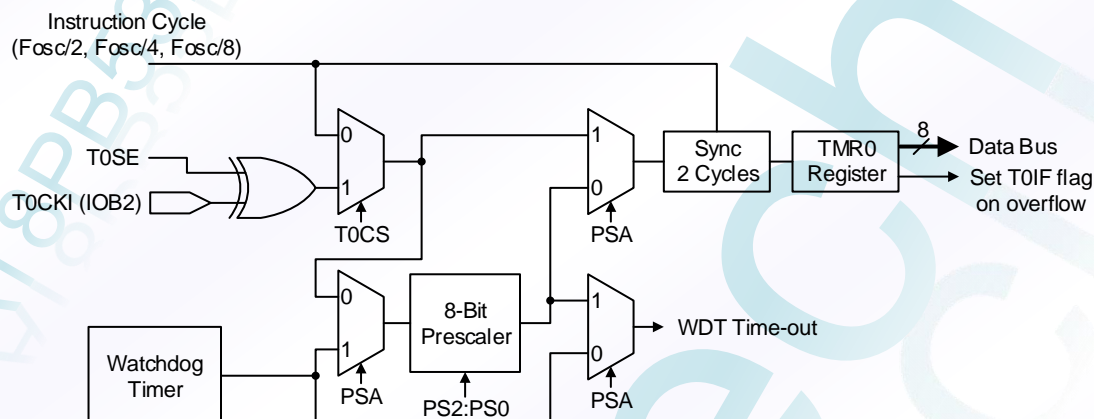 Instruction Cycle
(Fosc/2, Fosc/4, Fosc/8)
T0SE
T0CKI (IOB2)
0
1
T0CS
1
0
PSA
Sync
2 Cycles
TMR0
Register
8
Data Bus
Set T0IF flag
on overflow
Watchdog
Timer
0
1
PSA
8-Bit
Prescaler
PS2:PS0
1
0
PSA
WDT Time-out